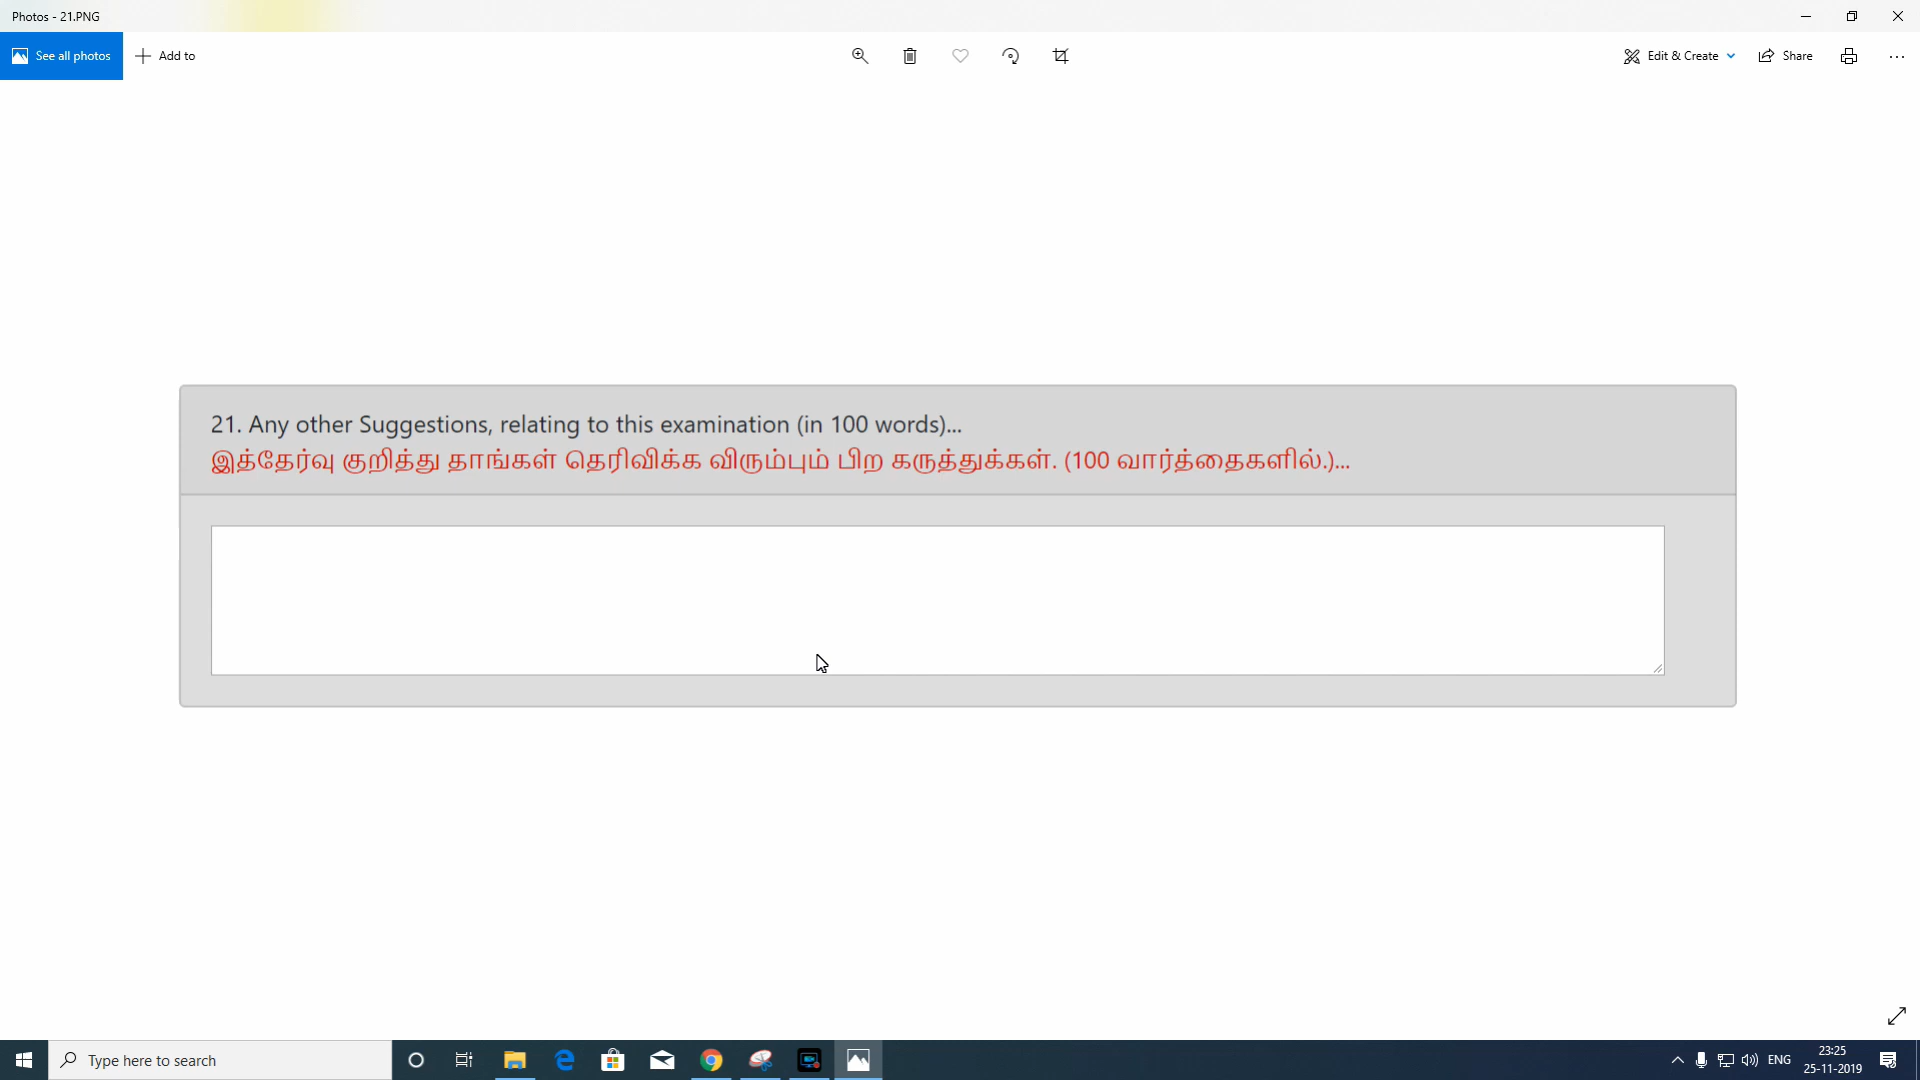 Photos - 21.PNG
See all photos
Add to
Edit & Create
Share
21. Any other Suggestions, relating to this examination (in 100 words)...
இத்தேர்வு குறித்து தாங்கள் தெரிவிக்க விரும்பும் பிற கருத்துக்கள். (100 வார்த்தைகளில்.)...
Type here to search
ENG
23:25
25-11-2019